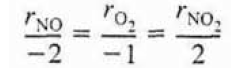 r_NO / -2 = r_O₂ / -1 = r_NO₂ / 2